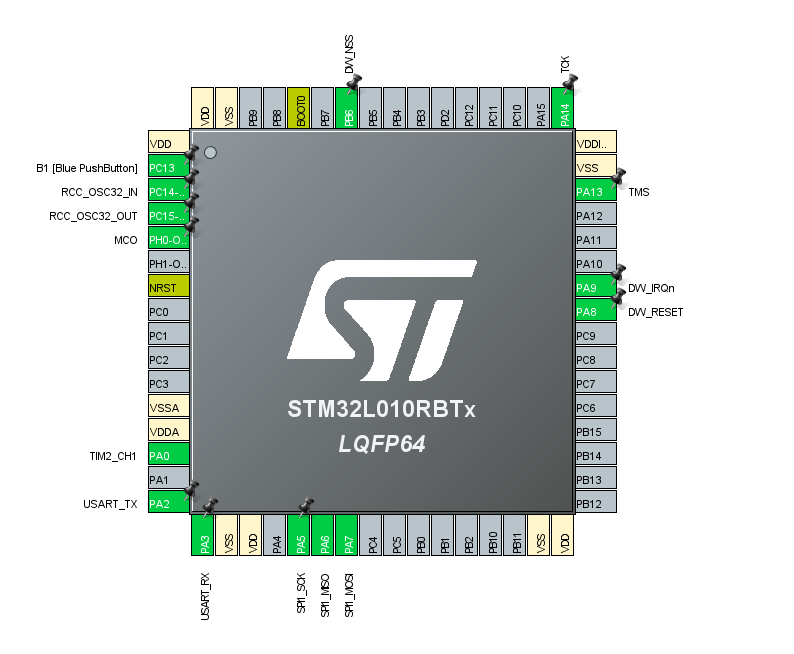 DW_NSS
TCK
VDD
VSS
PB9
PB8
BOOT0
PB7
PB6
PB5
PB4
PB3
PD2
PC12
PC11
PC10
PA15
PA14
VDD
B1 [Blue PushButton] PC13
RCC_OSC32_IN PC14-..
RCC_OSC32_OUT PC15-..
MCO PH0-O..
PH1-O..
NRST
PC0
PC1
PC2
PC3
VSSA
VDDA
TIM2_CH1 PA0
PA1
USART_TX PA2
STM32L010RBTx
LQFP64
VDDI..
VSS
PA13 TMS
PA12
PA11
PA10
PA9 DW_IRQn
PA8 DW_RESET
PC9
PC8
PC7
PC6
PB15
PB14
PB13
PB12
PA3
VSS
VDD
PA4
PA5
PA6
PA7
PC4
PC5
PB0
PB1
PB2
PB10
PB11
VSS
VDD
USART_RX
SPI1_SCK
SPI1_MISO
SPI1_MOSI